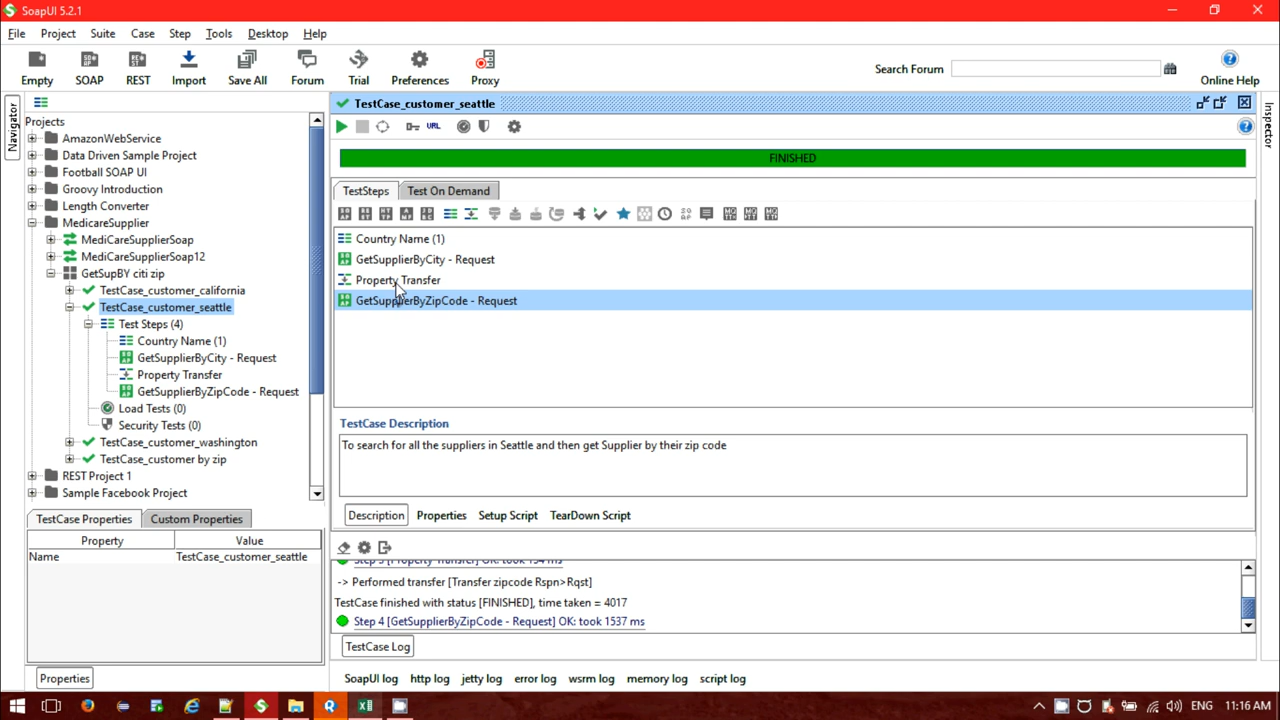 SoapUI 5.2.1
File Project Suite Case Step Tools Desktop Help
Empty SOAP REST Import Save All Forum Trial Preferences Proxy
Search Forum
Online Help
Navigator
Projects
AmazonWebService
Data Driven Sample Project
Football SOAP UI
Groovy Introduction
Length Converter
MedicareSupplier
MediCareSupplierSoap
MediCareSupplierSoap12
GetSupBY citi zip
TestCase_customer_california
TestCase_customer_seattle
Test Steps (4)
Country Name (1)
GetSupplierByCity - Request
Property Transfer
GetSupplierByZipCode - Request
Load Tests (0)
Security Tests (0)
TestCase_customer_washington
TestCase_customer by zip
REST Project 1
Sample Facebook Project
TestCase Properties Custom Properties
Property Value
Name TestCase_customer_seattle
Properties
TestCase_customer_seattle
URL
FINISHED
TestSteps Test On Demand
Country Name (1)
GetSupplierByCity - Request
Property Transfer
GetSupplierByZipCode - Request
TestCase Description
To search for all the suppliers in Seattle and then get Supplier by their zip code
Description Properties Setup Script TearDown Script
Step 3 [Property Transfer] OK: took 154 ms
-> Performed transfer [Transfer zipcode Rspn>Rqst]
TestCase finished with status [FINISHED], time taken = 4017
Step 4 [GetSupplierByZipCode - Request] OK: took 1537 ms
TestCase Log
SoapUI log http log jetty log error log wsrm log memory log script log
Inspector
ENG 11:16 AM